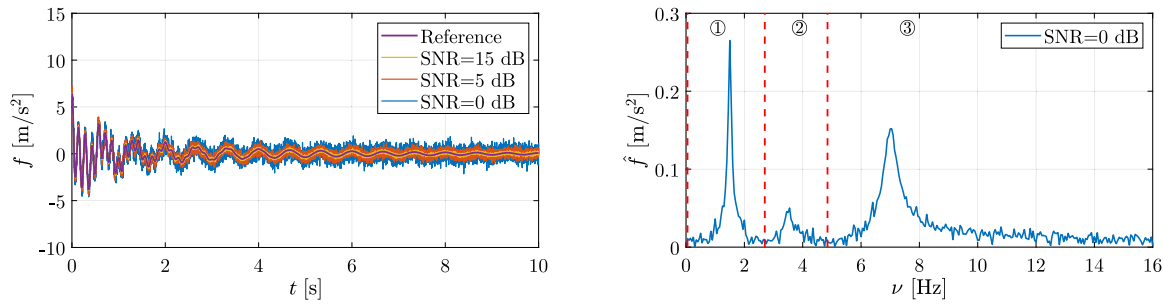 15
10
5
0
-5
-10
f [m/s²]
0 2 4 6 8 10
t [s]
Reference
SNR=15 dB
SNR=5 dB
SNR=0 dB
0.3
0.2
0.1
0
f̂ [m/s²]
① ② ③
SNR=0 dB
0 2 4 6 8 10 12 14 16
ν [Hz]